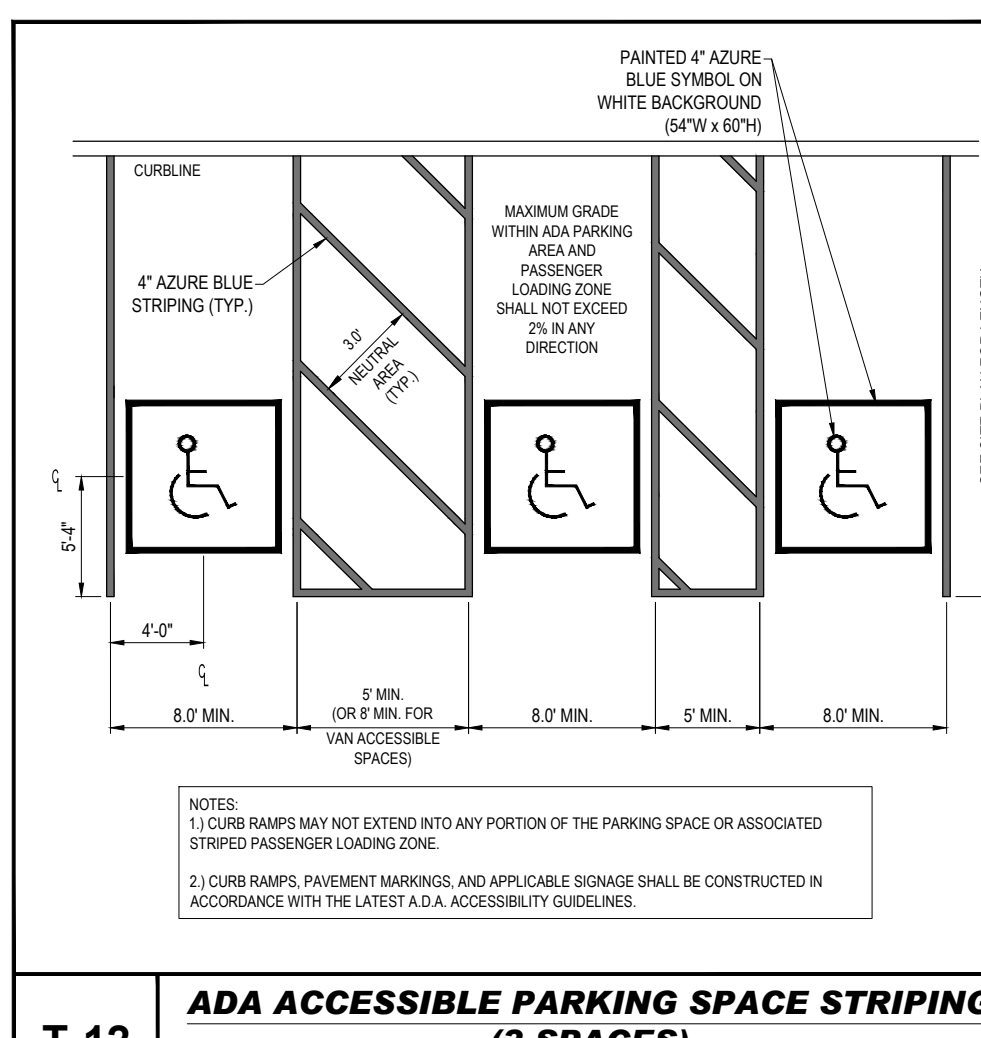 PAINTED 4" AZURE
BLUE SYMBOL ON
WHITE BACKGROUND
(54"W x 60"H)
CURBLINE
MAXIMUM GRADE
WITHIN ADA PARKING
AREA AND
PASSENGER
LOADING ZONE
SHALL NOT EXCEED
2% IN ANY
DIRECTION
4" AZURE BLUE
STRIPING (TYP.)
3.0'
NEUTRAL
AREA
(TYP.)
℄
5'-4"
4'-0"
℄
8.0' MIN.
5' MIN.
(OR 8' MIN. FOR
VAN ACCESSIBLE
SPACES)
8.0' MIN.
5' MIN.
8.0' MIN.
NOTES:
1.) CURB RAMPS MAY NOT EXTEND INTO ANY PORTION OF THE PARKING SPACE OR ASSOCIATED
STRIPED PASSENGER LOADING ZONE.
2.) CURB RAMPS, PAVEMENT MARKINGS, AND APPLICABLE SIGNAGE SHALL BE CONSTRUCTED IN
ACCORDANCE WITH THE LATEST A.D.A. ACCESSIBILITY GUIDELINES.
ADA ACCESSIBLE PARKING SPACE STRIPING
T-12
SPACES)